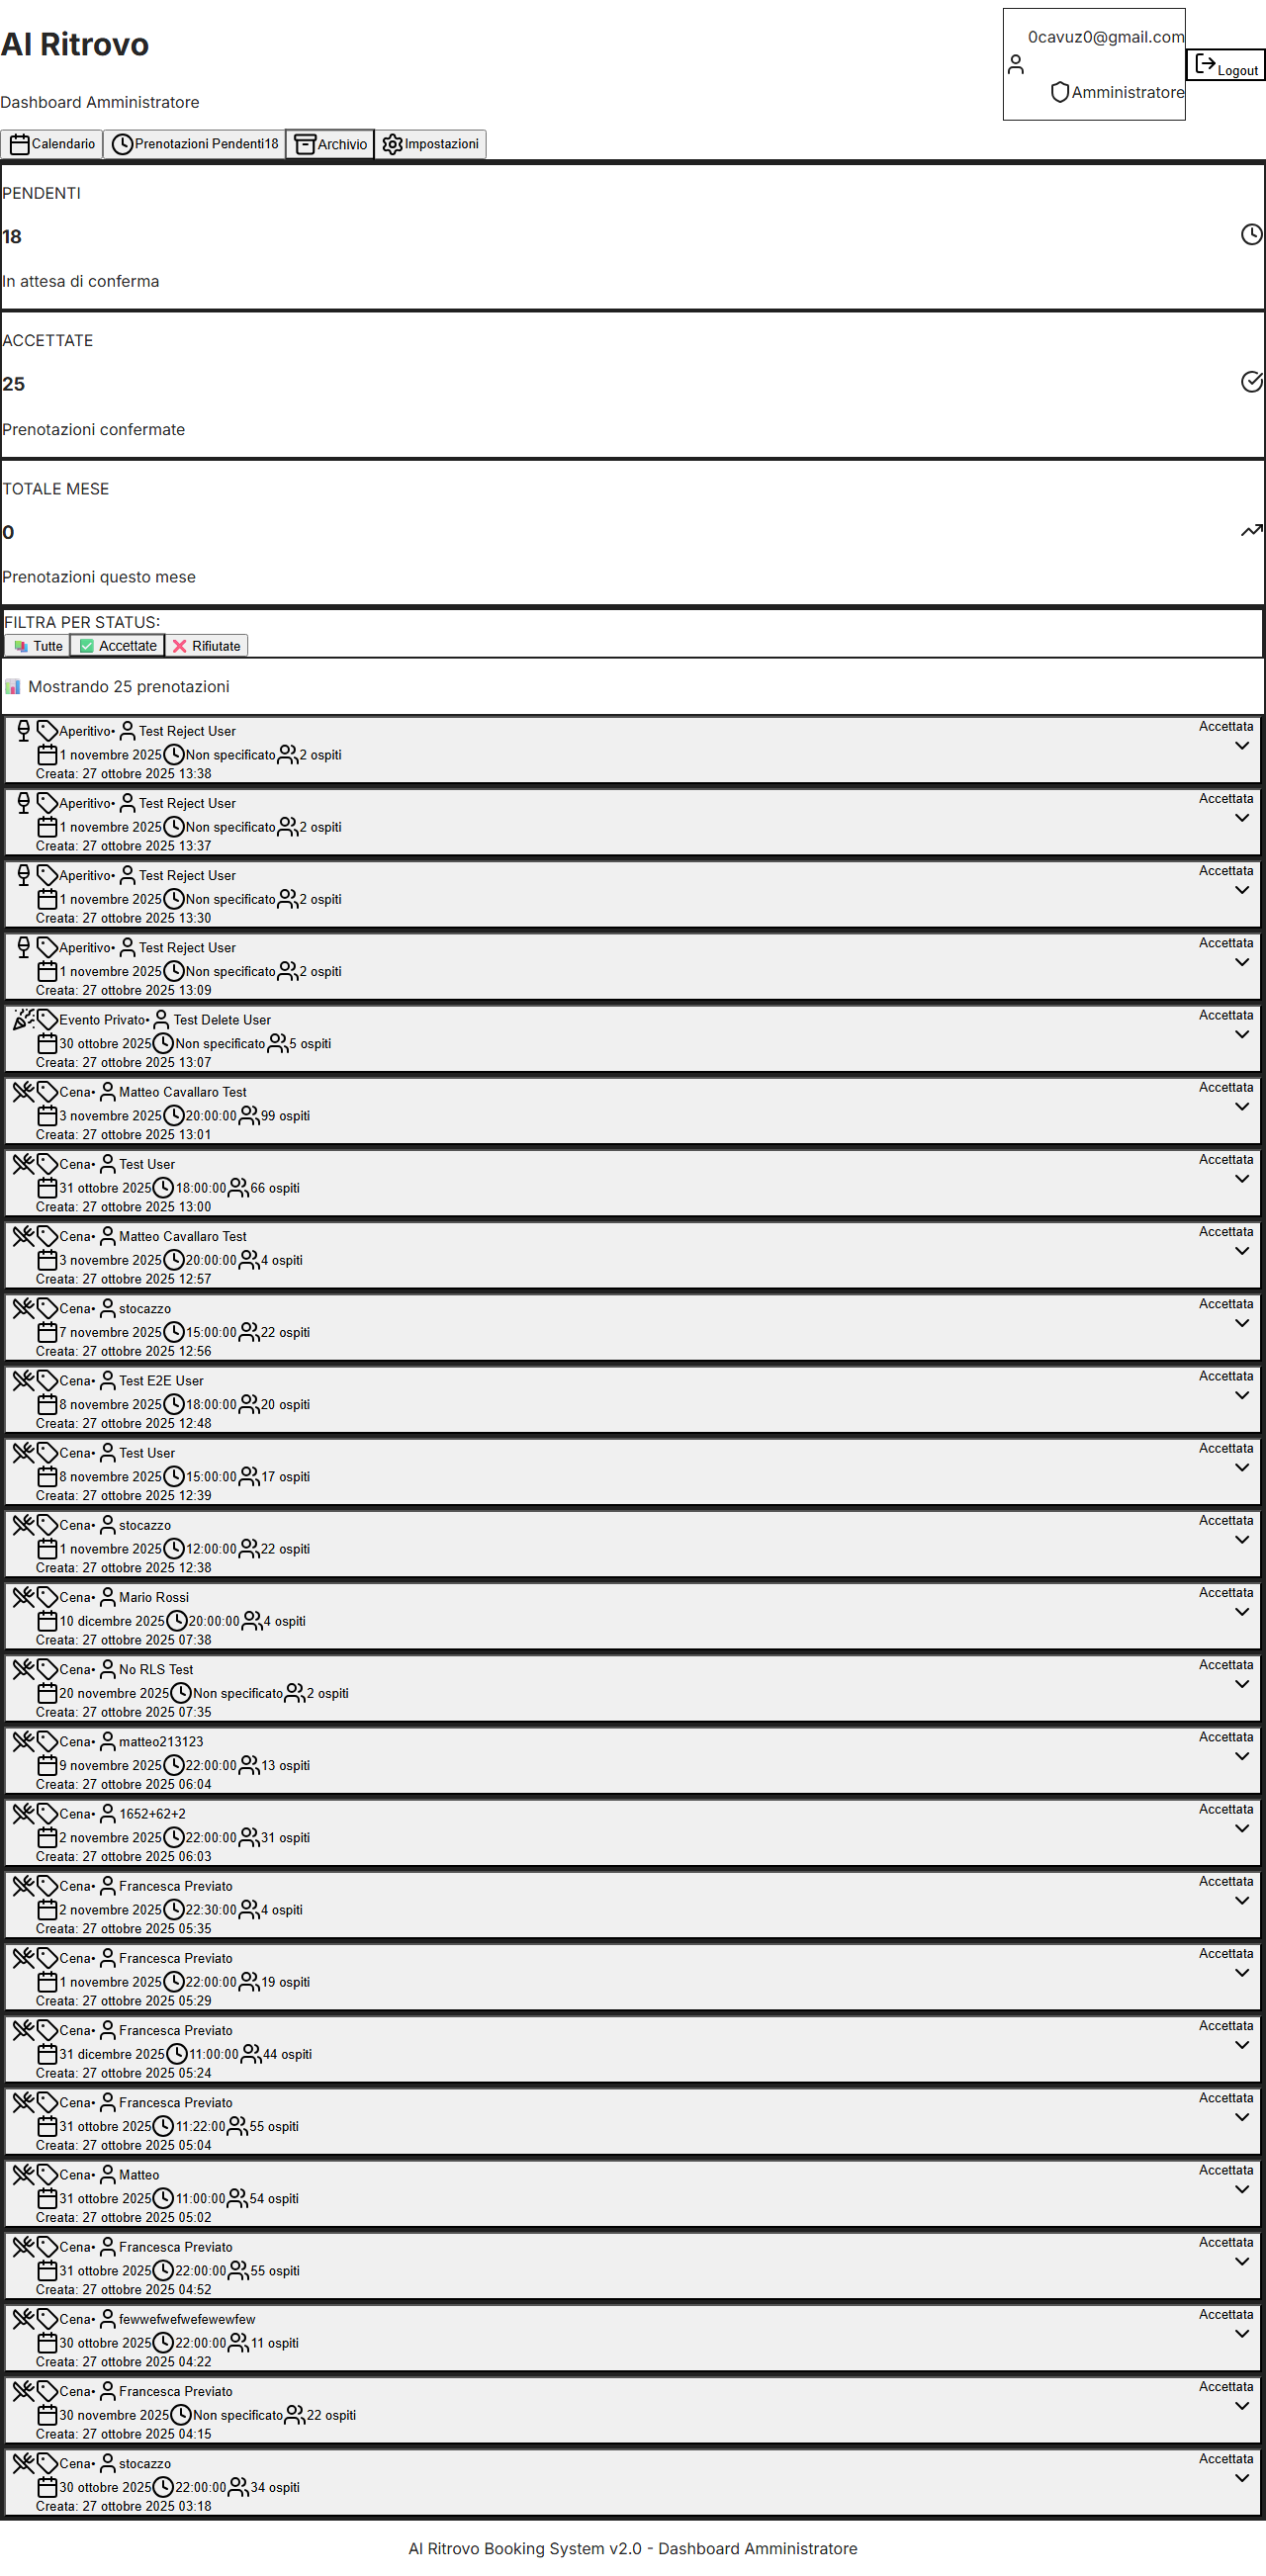 Al Ritrovo
Dashboard Amministratore
0cavuz0@gmail.com
Amministratore
Logout
Calendario
Prenotazioni Pendenti18
Archivio
Impostazioni
PENDENTI
18
In attesa di conferma
ACCETTATE
25
Prenotazioni confermate
TOTALE MESE
0
Prenotazioni questo mese
FILTRA PER STATUS:
Tutte
Accettate
Rifiutate
Mostrando 25 prenotazioni
Aperitivo• Test Reject User Accettata
1 novembre 2025 Non specificato 2 ospiti
Creata: 27 ottobre 2025 13:38
Aperitivo• Test Reject User Accettata
1 novembre 2025 Non specificato 2 ospiti
Creata: 27 ottobre 2025 13:37
Aperitivo• Test Reject User Accettata
1 novembre 2025 Non specificato 2 ospiti
Creata: 27 ottobre 2025 13:30
Aperitivo• Test Reject User Accettata
1 novembre 2025 Non specificato 2 ospiti
Creata: 27 ottobre 2025 13:09
Evento Privato• Test Delete User Accettata
30 ottobre 2025 Non specificato 5 ospiti
Creata: 27 ottobre 2025 13:07
Cena• Matteo Cavallaro Test Accettata
3 novembre 2025 20:00:00 99 ospiti
Creata: 27 ottobre 2025 13:01
Cena• Test User Accettata
31 ottobre 2025 18:00:00 66 ospiti
Creata: 27 ottobre 2025 13:00
Cena• Matteo Cavallaro Test Accettata
3 novembre 2025 20:00:00 4 ospiti
Creata: 27 ottobre 2025 12:57
Cena• stocazzo Accettata
7 novembre 2025 15:00:00 22 ospiti
Creata: 27 ottobre 2025 12:56
Cena• Test E2E User Accettata
8 novembre 2025 18:00:00 20 ospiti
Creata: 27 ottobre 2025 12:48
Cena• Test User Accettata
8 novembre 2025 15:00:00 17 ospiti
Creata: 27 ottobre 2025 12:39
Cena• stocazzo Accettata
1 novembre 2025 12:00:00 22 ospiti
Creata: 27 ottobre 2025 12:38
Cena• Mario Rossi Accettata
10 dicembre 2025 20:00:00 4 ospiti
Creata: 27 ottobre 2025 07:38
Cena• No RLS Test Accettata
20 novembre 2025 Non specificato 2 ospiti
Creata: 27 ottobre 2025 07:35
Cena• matteo213123 Accettata
9 novembre 2025 22:00:00 13 ospiti
Creata: 27 ottobre 2025 06:04
Cena• 1652+62+2 Accettata
2 novembre 2025 22:00:00 31 ospiti
Creata: 27 ottobre 2025 06:03
Cena• Francesca Previato Accettata
2 novembre 2025 22:30:00 4 ospiti
Creata: 27 ottobre 2025 05:35
Cena• Francesca Previato Accettata
1 novembre 2025 22:00:00 19 ospiti
Creata: 27 ottobre 2025 05:29
Cena• Francesca Previato Accettata
31 dicembre 2025 11:00:00 44 ospiti
Creata: 27 ottobre 2025 05:24
Cena• Francesca Previato Accettata
31 ottobre 2025 11:22:00 55 ospiti
Creata: 27 ottobre 2025 05:04
Cena• Matteo Accettata
31 ottobre 2025 11:00:00 54 ospiti
Creata: 27 ottobre 2025 05:02
Cena• Francesca Previato Accettata
31 ottobre 2025 22:00:00 55 ospiti
Creata: 27 ottobre 2025 04:52
Cena• fewwefwefwefewewfew Accettata
30 ottobre 2025 22:00:00 11 ospiti
Creata: 27 ottobre 2025 04:22
Cena• Francesca Previato Accettata
30 novembre 2025 Non specificato 22 ospiti
Creata: 27 ottobre 2025 04:15
Cena• stocazzo Accettata
30 ottobre 2025 22:00:00 34 ospiti
Creata: 27 ottobre 2025 03:18
Al Ritrovo Booking System v2.0 - Dashboard Amministratore